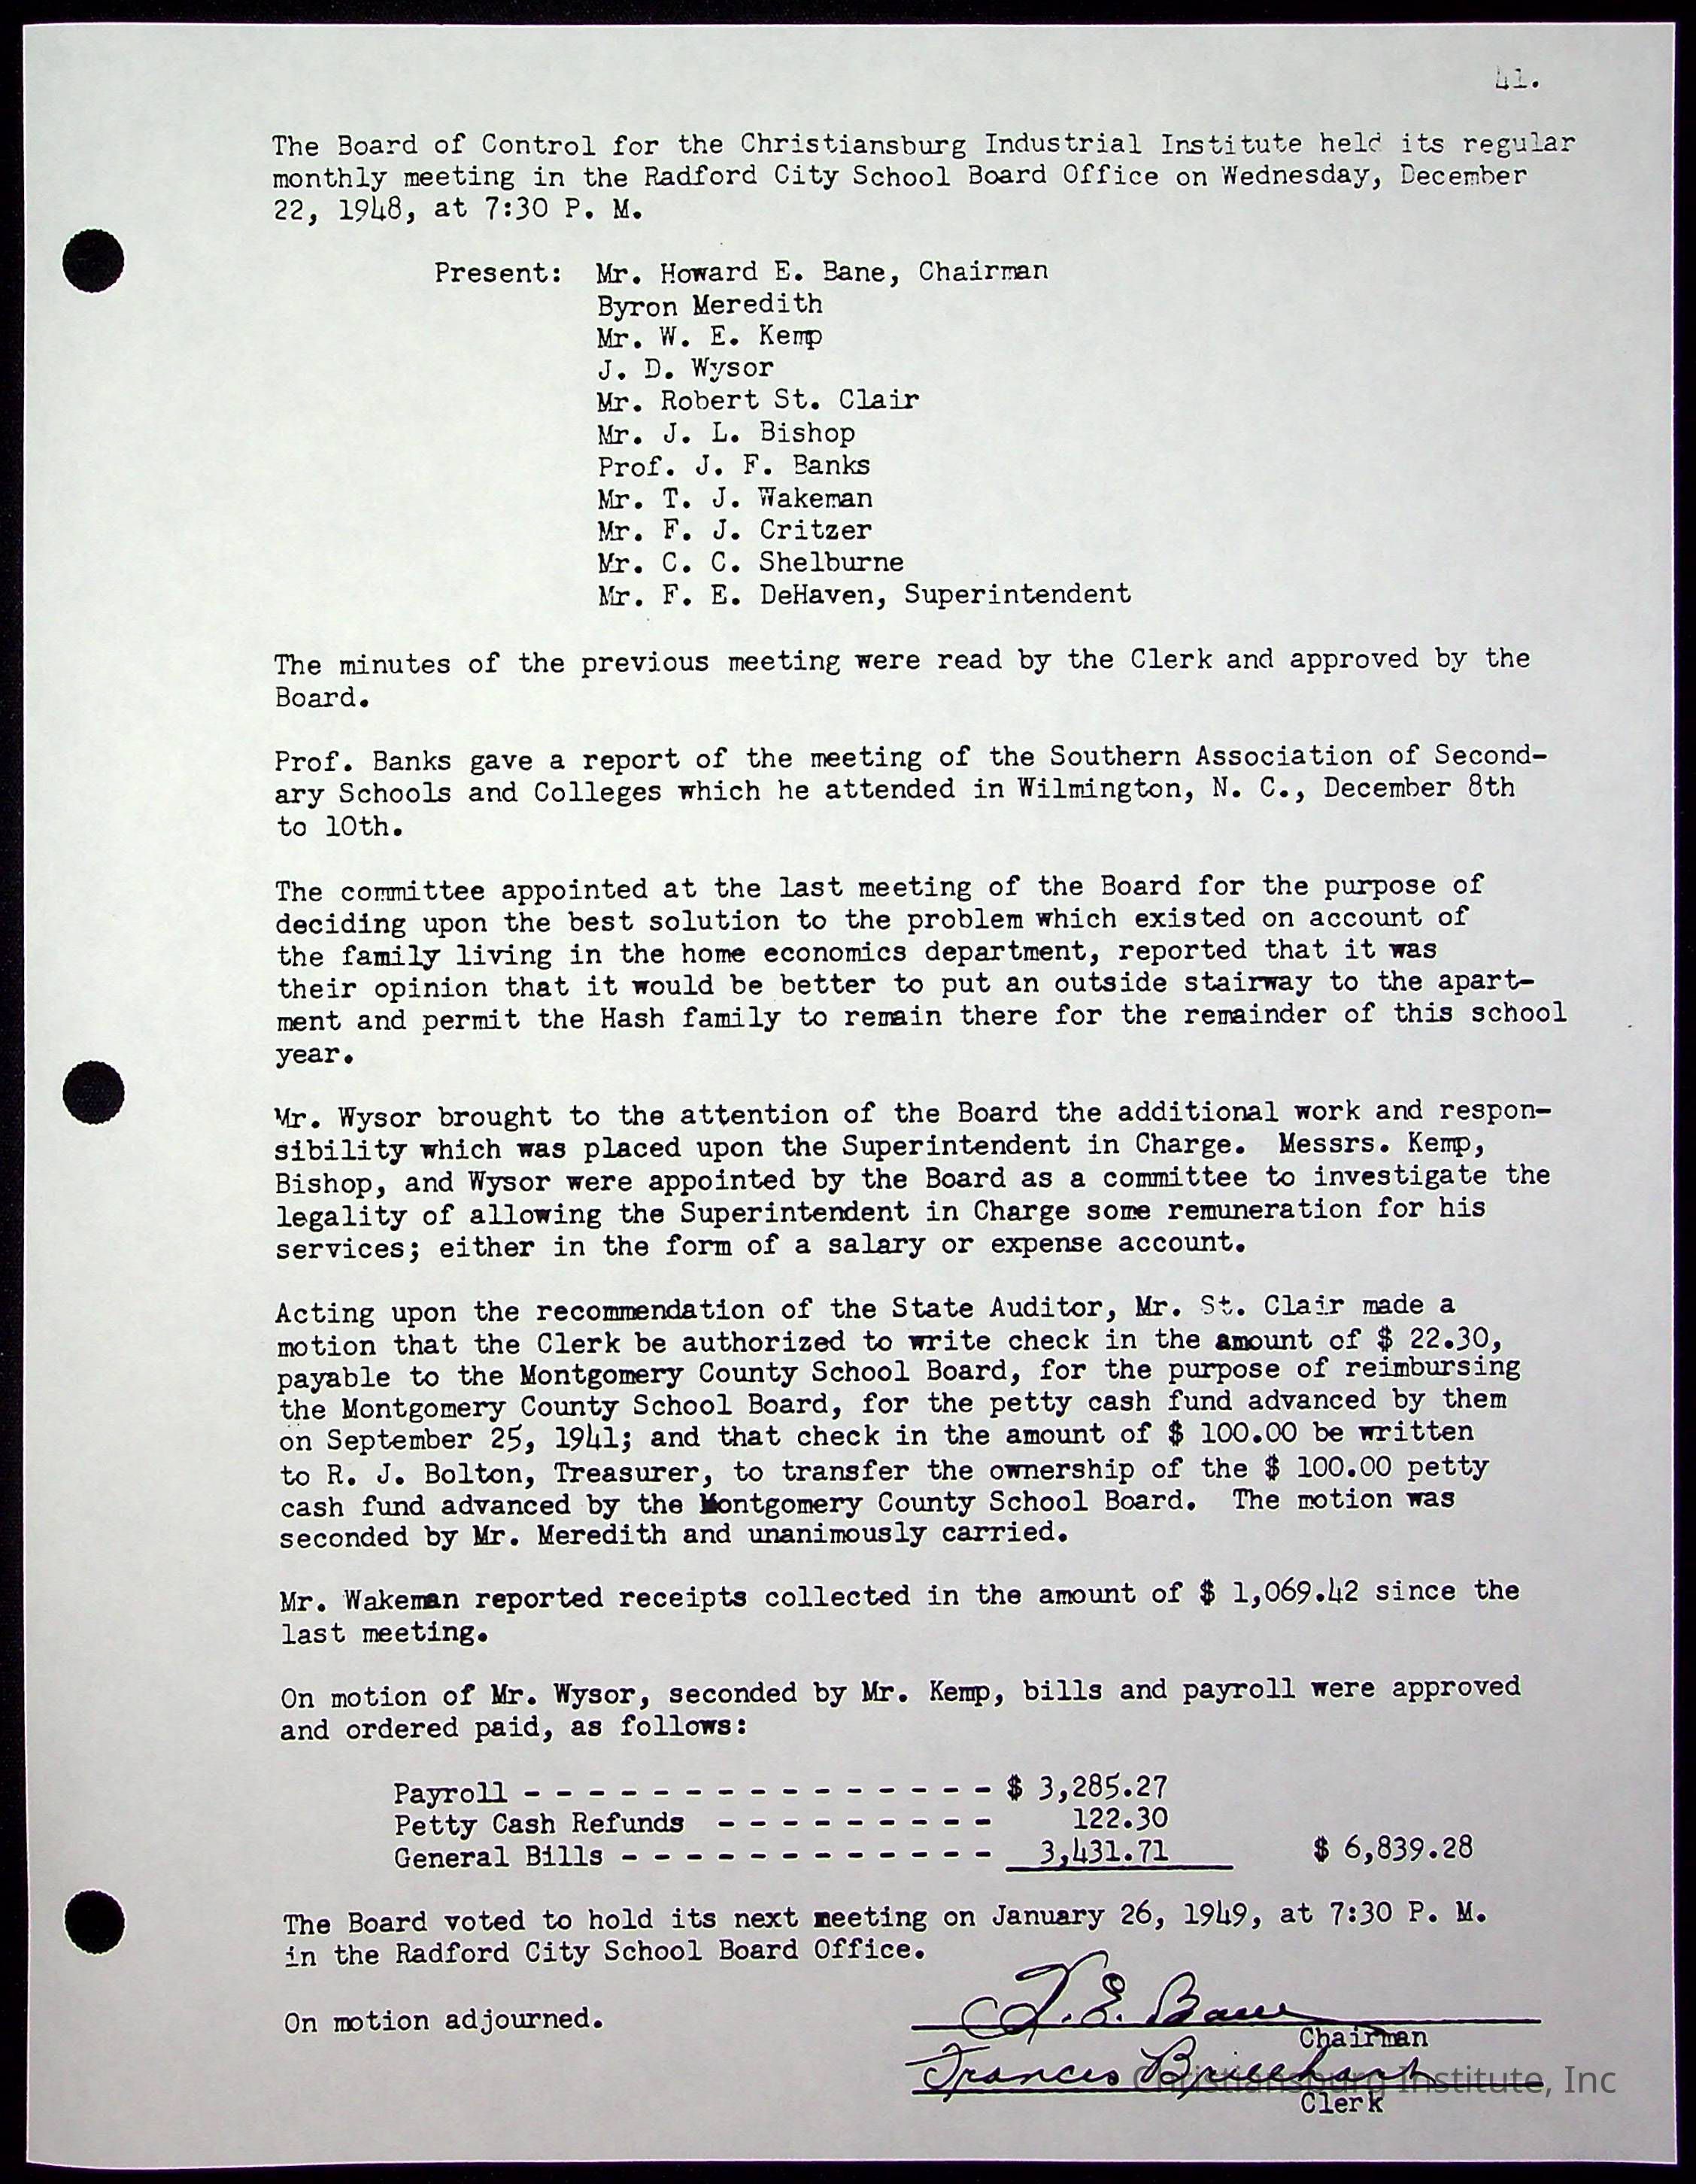 41.
The Board of Control for the Christiansburg Industrial Institute held its regular
monthly meeting in the Radford City School Board Office on Wednesday, December
22, 1948, at 7:30 P. M.
Present: Mr. Howard E. Bane, Chairman
Byron Meredith
Mr. W. E. Kemp
J. D. Wysor
Mr. Robert St. Clair
Mr. J. L. Bishop
Prof. J. F. Banks
Mr. T. J. Wakeman
Mr. F. J. Critzer
Mr. C. C. Shelburne
Mr. F. E. DeHaven, Superintendent
The minutes of the previous meeting were read by the Clerk and approved by the
Board.
Prof. Banks gave a report of the meeting of the Southern Association of Second-
ary Schools and Colleges which he attended in Wilmington, N. C., December 8th
to 10th.
The committee appointed at the last meeting of the Board for the purpose of
deciding upon the best solution to the problem which existed on account of
the family living in the home economics department, reported that it was
their opinion that it would be better to put an outside stairway to the apart-
ment and permit the Hash family to remain there for the remainder of this school
year.
Mr. Wysor brought to the attention of the Board the additional work and respon-
sibility which was placed upon the Superintendent in Charge. Messrs. Kemp,
Bishop, and Wysor were appointed by the Board as a committee to investigate the
legality of allowing the Superintendent in Charge some remuneration for his
services; either in the form of a salary or expense account.
Acting upon the recommendation of the State Auditor, Mr. St. Clair made a
motion that the Clerk be authorized to write check in the amount of $ 22.30,
payable to the Montgomery County School Board, for the purpose of reimbursing
the Montgomery County School Board, for the petty cash fund advanced by them
on September 25, 1941; and that check in the amount of $ 100.00 be written
to R. J. Bolton, Treasurer, to transfer the ownership of the $ 100.00 petty
cash fund advanced by the Montgomery County School Board. The motion was
seconded by Mr. Meredith and unanimously carried.
Mr. Wakeman reported receipts collected in the amount of $ 1,069.42 since the
last meeting.
On motion of Mr. Wysor, seconded by Mr. Kemp, bills and payroll were approved
and ordered paid, as follows:
Payroll - - - - - - - - - - - - - - - $ 3,285.27
Petty Cash Refunds - - - - - - - - - 122.30
General Bills - - - - - - - - - - - - 3,431.71 $ 6,839.28
The Board voted to hold its next meeting on January 26, 1949, at 7:30 P. M.
in the Radford City School Board Office.
On motion adjourned.
H. E. Bane
Chairman
Frances Brillhart
Christiansburg Institute, Inc
Clerk